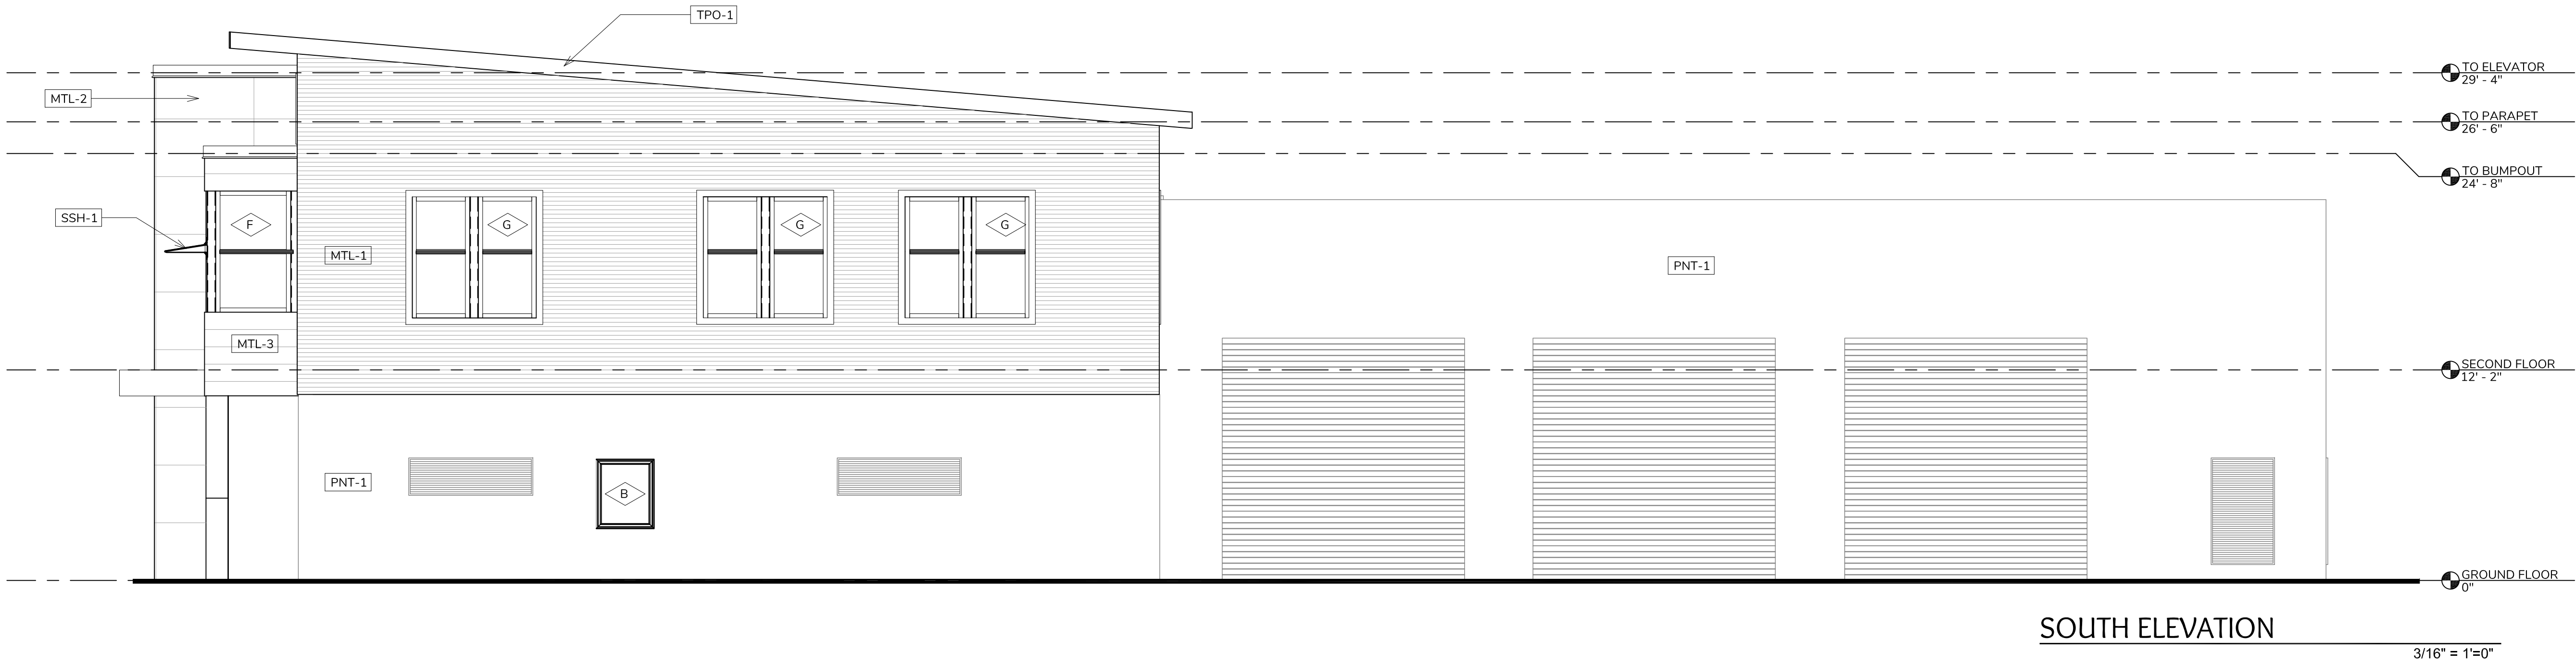 TPO-1
TO ELEVATOR
29' - 4"
MTL-2
TO PARAPET
26' - 6"
TO BUMPOUT
24' - 8"
SSH-1
F
G
G
G
MTL-1
PNT-1
MTL-3
SECOND FLOOR
12' - 2"
PNT-1
B
GROUND FLOOR
0"
SOUTH ELEVATION
3/16" = 1'=0"